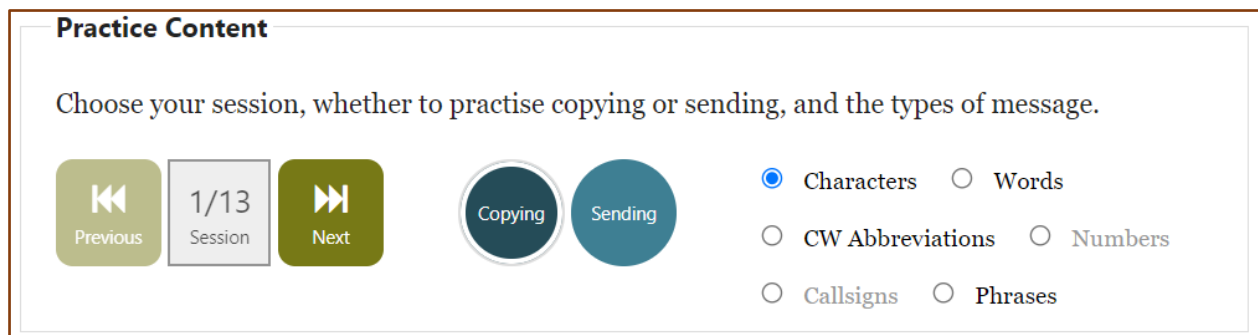 Practice Content
Choose your session, whether to practise copying or sending, and the types of message.
Previous
1/13
Session
Next
Copying
Sending
Characters
Words
CW Abbreviations
Numbers
Callsigns
Phrases